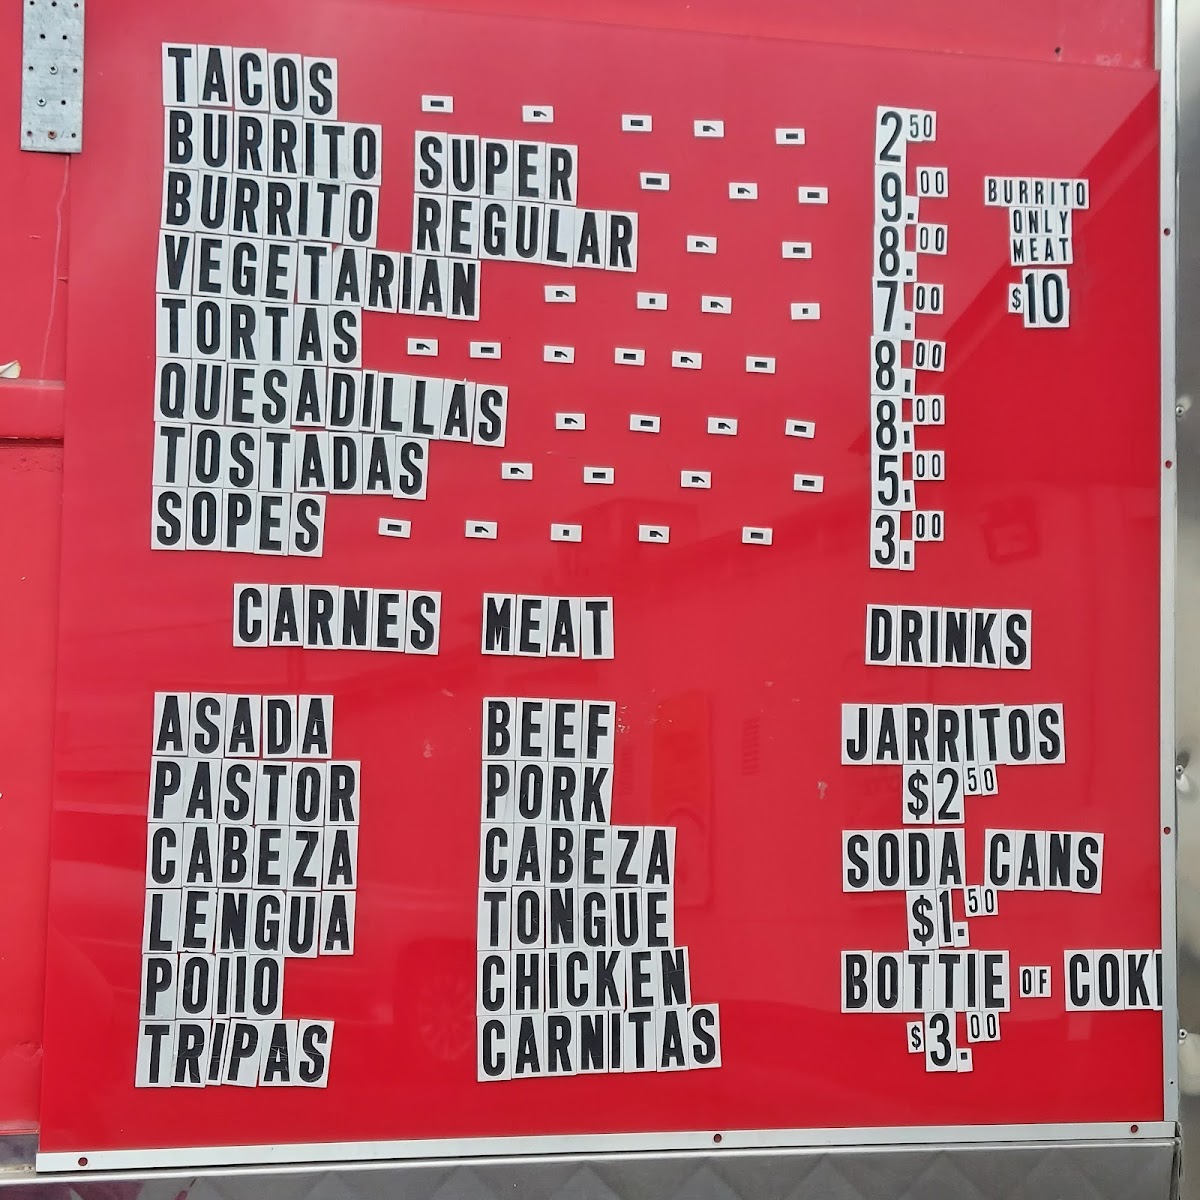 TACOS 2 50
BURRITO SUPER 9.00
BURRITO REGULAR 8.00
VEGETARIAN 7.00
TORTAS 8.00
QUESADILLAS 8.00
TOSTADAS 5.00
SOPES 3.00
BURRITO
ONLY
MEAT
$10
CARNES MEAT
ASADA BEEF
PASTOR PORK
CABEZA CABEZA
LENGUA TONGUE
POIIO CHICKEN
TRIPAS CARNITAS
DRINKS
JARRITOS
$2 50
SODA CANS
$1.50
BOTTIE OF COK
$3.00